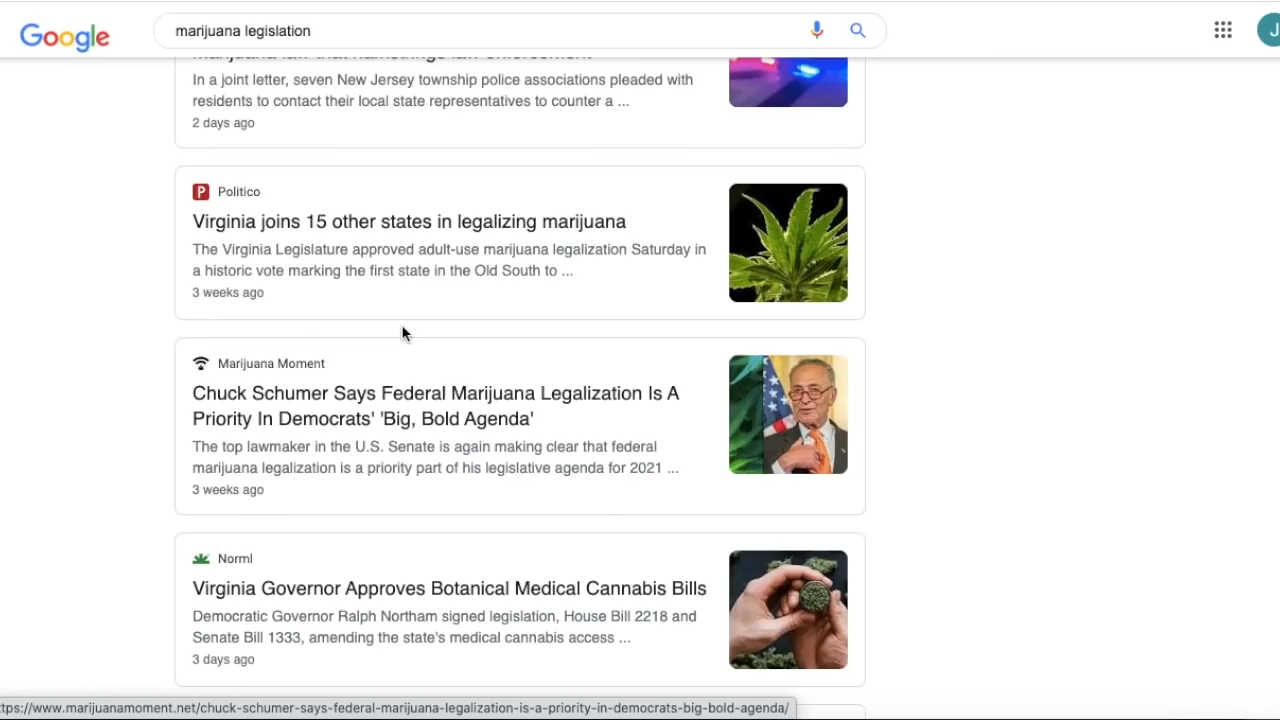 Google
marijuana legislation
J
In a joint letter, seven New Jersey township police associations pleaded with
residents to contact their local state representatives to counter a ...
2 days ago
Politico
Virginia joins 15 other states in legalizing marijuana
The Virginia Legislature approved adult-use marijuana legalization Saturday in
a historic vote marking the first state in the Old South to ...
3 weeks ago
Marijuana Moment
Chuck Schumer Says Federal Marijuana Legalization Is A
Priority In Democrats' 'Big, Bold Agenda'
The top lawmaker in the U.S. Senate is again making clear that federal
marijuana legalization is a priority part of his legislative agenda for 2021 ...
3 weeks ago
Norml
Virginia Governor Approves Botanical Medical Cannabis Bills
Democratic Governor Ralph Northam signed legislation, House Bill 2218 and
Senate Bill 1333, amending the state's medical cannabis access ...
3 days ago
ttps://www.marijuanamoment.net/chuck-schumer-says-federal-marijuana-legalization-is-a-priority-in-democrats-big-bold-agenda/